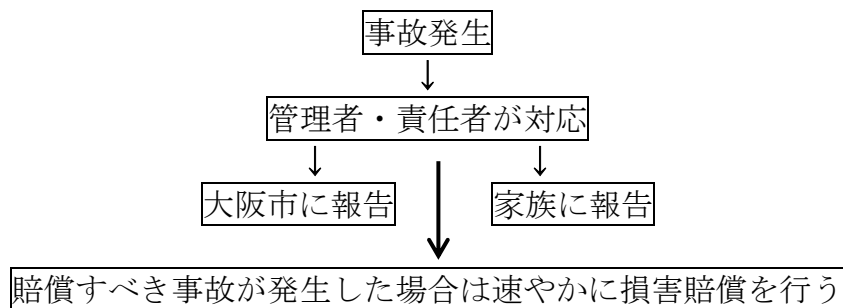 事故発生
↓
管理者・責任者が対応
↓ ↓ ↓
大阪市に報告 家族に報告
賠償すべき事故が発生した場合は速やかに損害賠償を行う